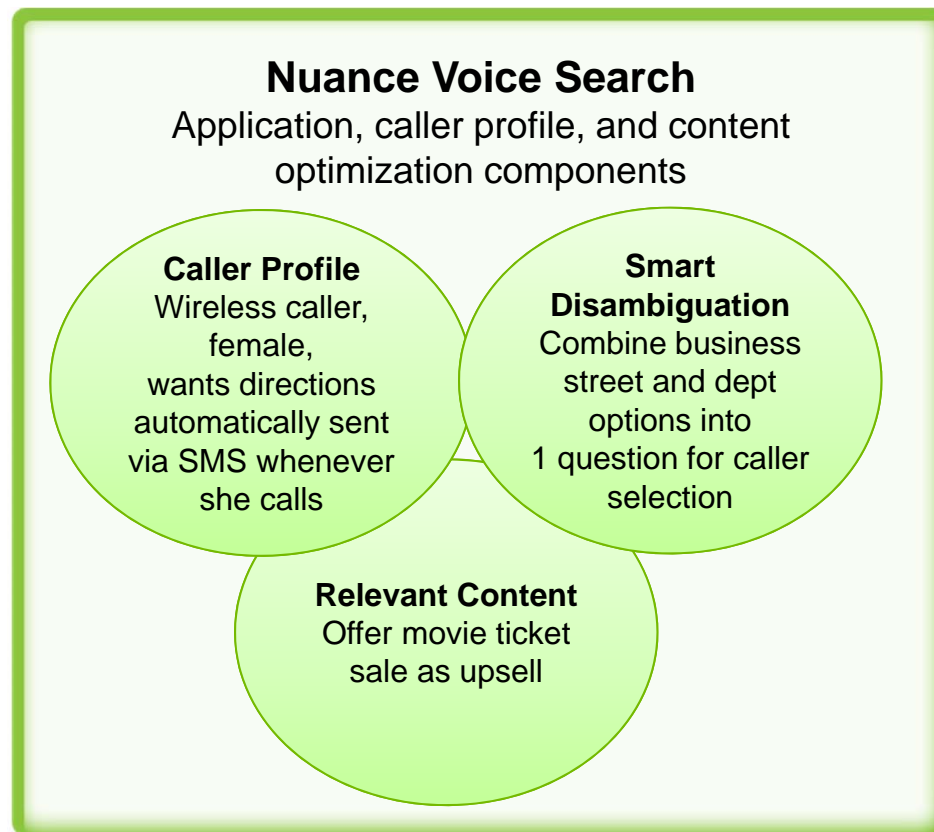 Nuance Voice Search
Application, caller profile, and content
optimization components
Caller Profile
Wireless caller,
female,
wants directions
automatically sent
via SMS whenever
she calls
Smart
Disambiguation
Combine business
street and dept
options into
1 question for caller
selection
Relevant Content
Offer movie ticket
sale as upsell